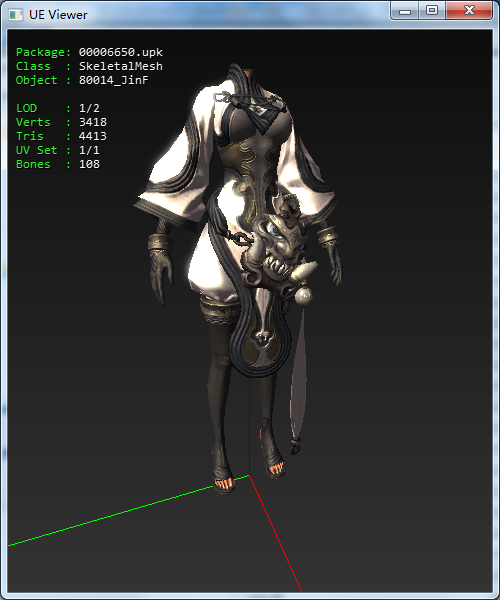 UE Viewer
Package: 00006650.upk
Class  : SkeletalMesh
Object : 80014_JinF
LOD    : 1/2
Verts  : 3418
Tris   : 4413
UV Set : 1/1
Bones  : 108